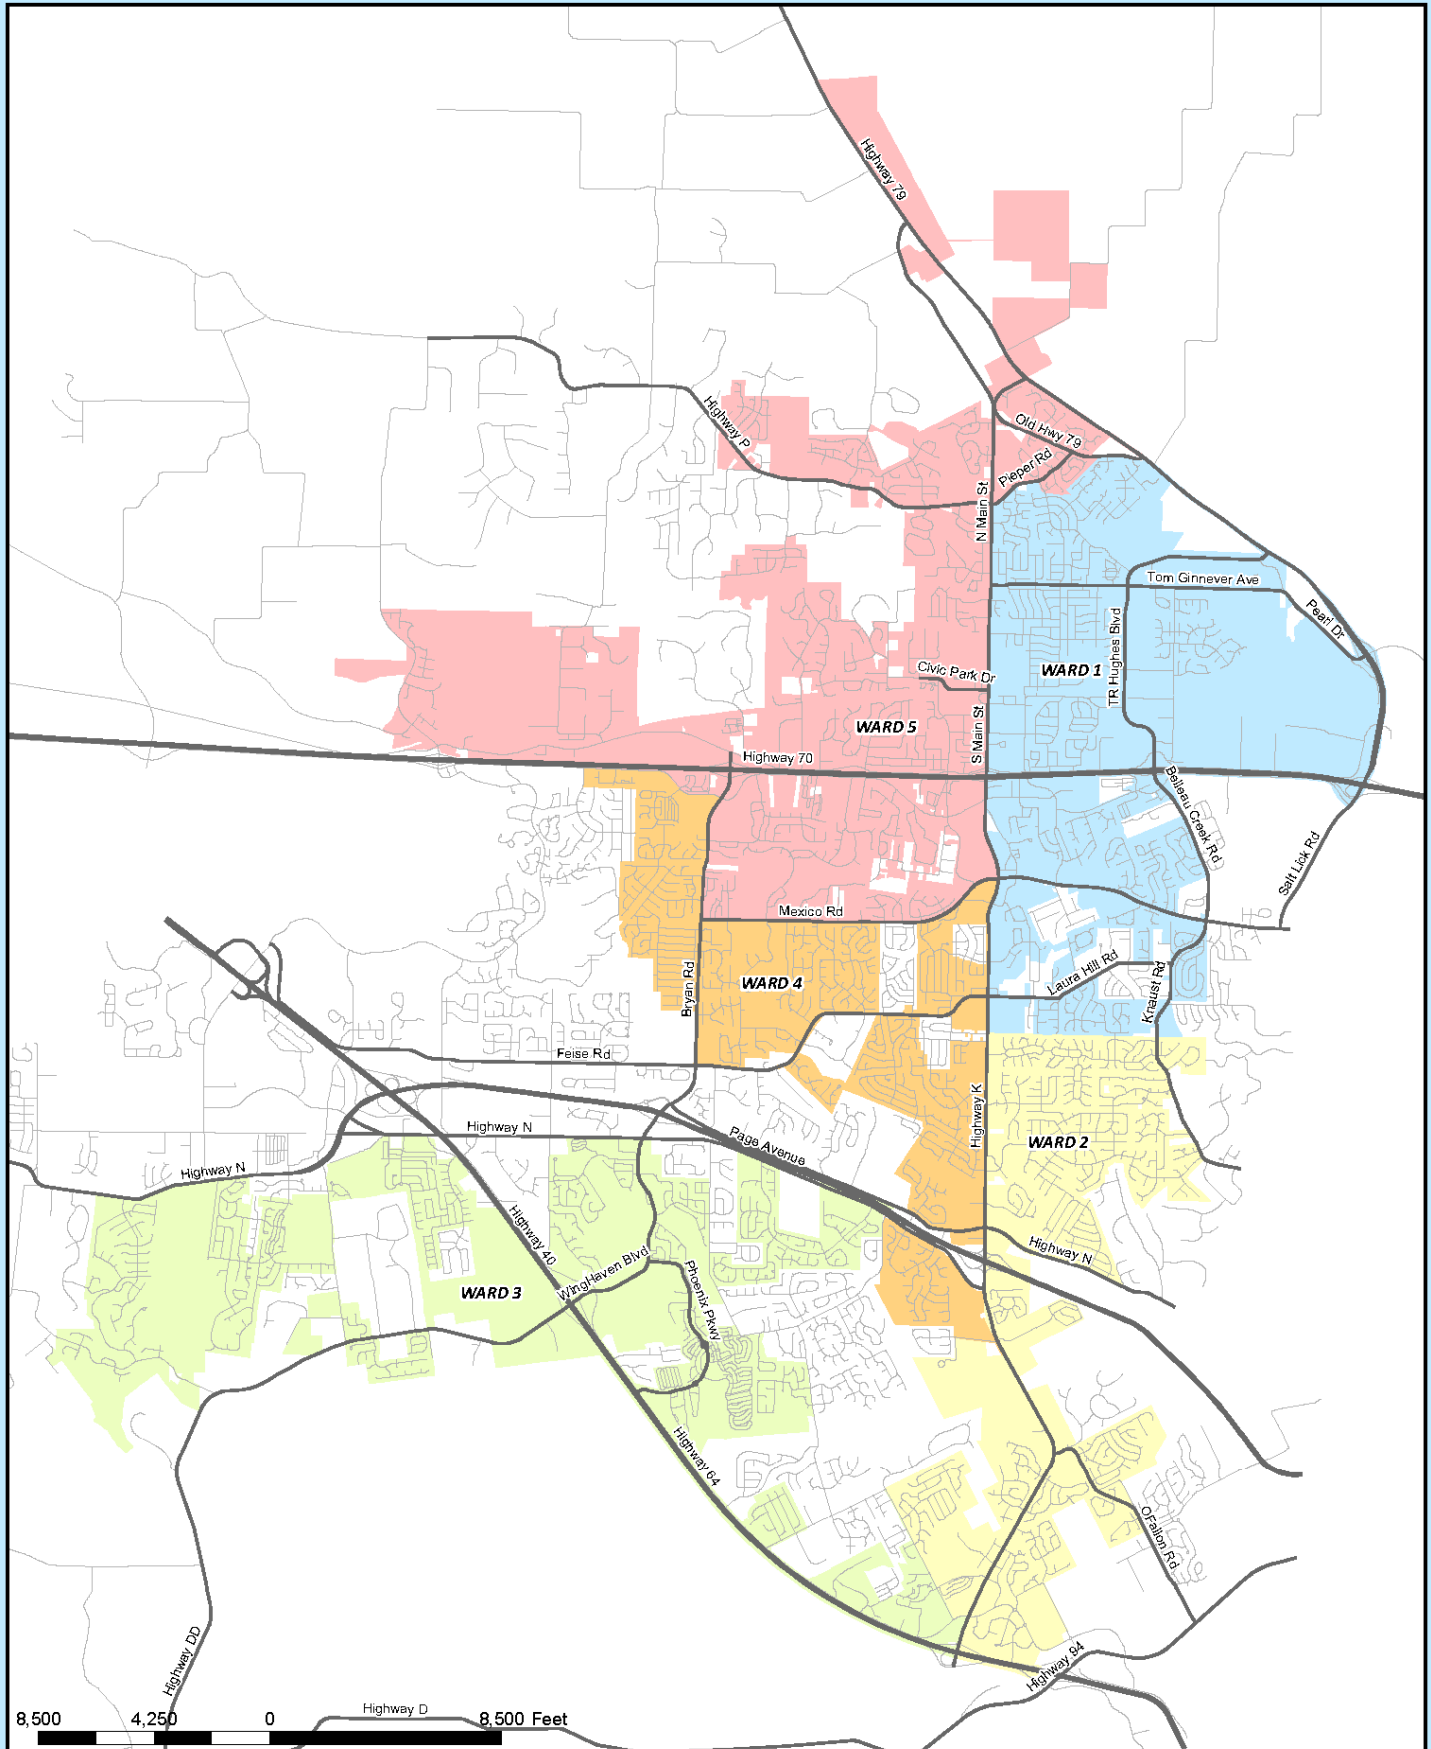 Highway 79
Highway P
Old Hwy 79
Pieper Rd
N Main St
Tom Ginnever Ave
Pearl Dr
TR Hughes Blvd
WARD 1
Civic Park Dr
S Main St
WARD 5
Highway 70
Belleau Creek Rd
Salt Lick Rd
Mexico Rd
Bryan Rd
WARD 4
Laura Hill Rd
Knaust Rd
Feise Rd
Highway K
Highway N
Page Avenue
WARD 2
Highway N
Highway 40
Highway N
WingHaven Blvd
Phoenix Pkwy
WARD 3
Highway 64
OFallon Rd
Highway DD
Highway 94
Highway D
8,500 4,250 0 8,500 Feet